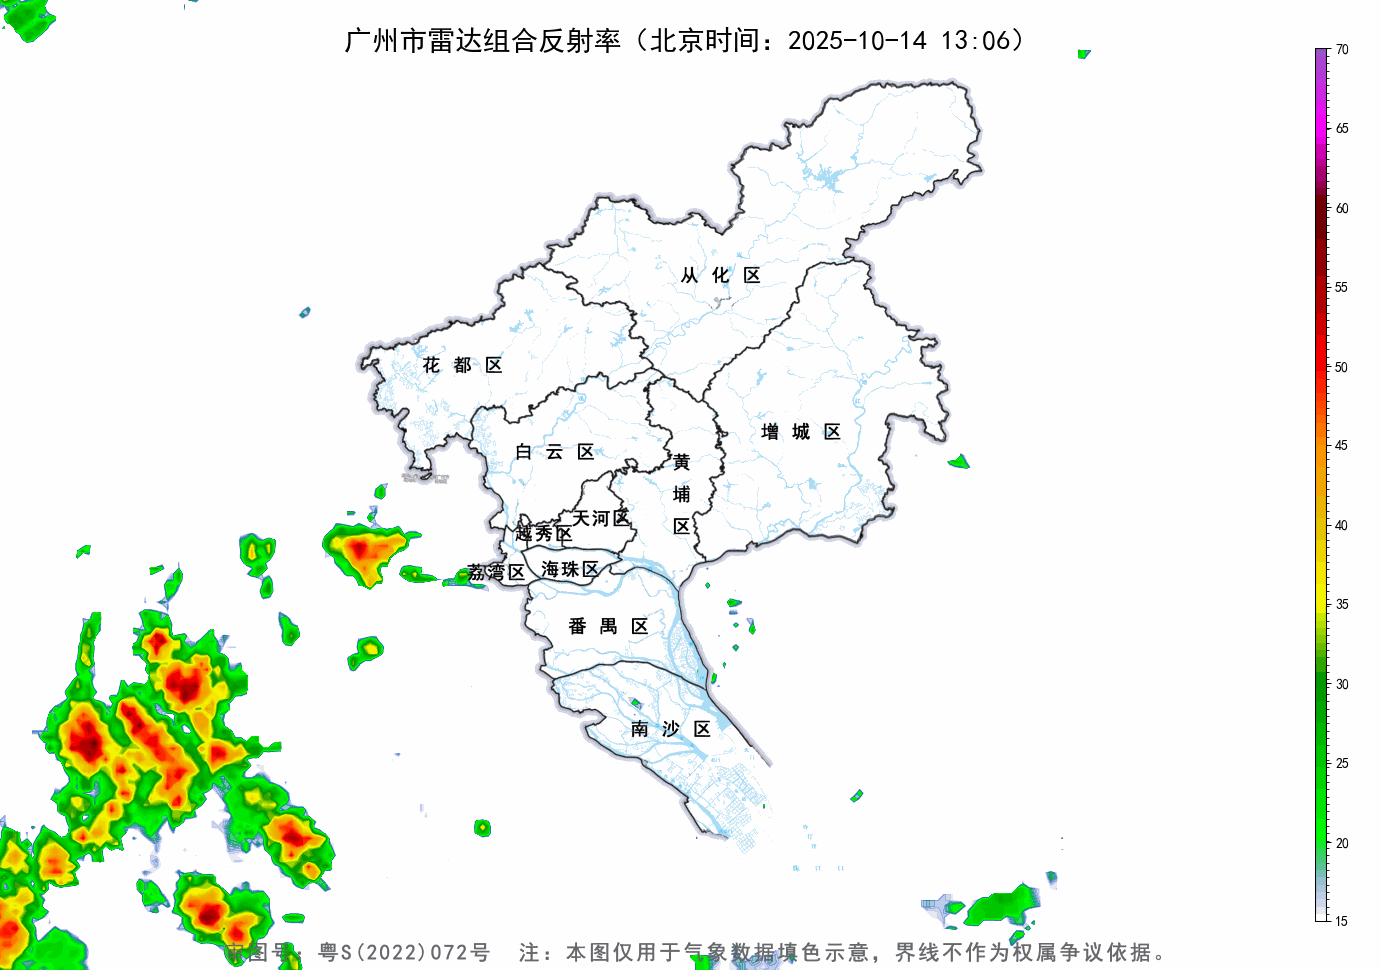 广州市雷达组合反射率（北京时间：2025-10-14 13:06）
70
65
60
55
50
45
40
35
30
25
20
15
从化区
花都区
增城区
白云区
黄埔区
天河区
越秀区
荔湾区
海珠区
番禺区
南沙区
审图号：粤S(2022)072号 注：本图仅用于气象数据填色示意，界线不作为权属争议依据。